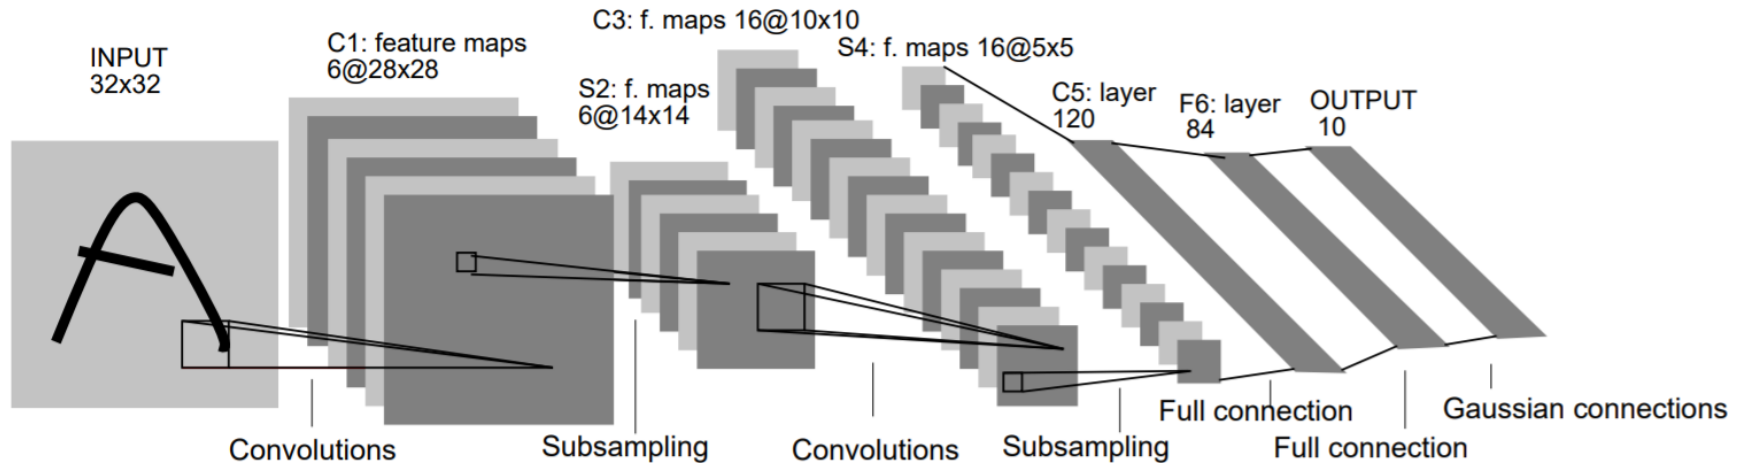 INPUT
32x32
C1: feature maps
6@28x28
S2: f. maps
6@14x14
C3: f. maps 16@10x10
S4: f. maps 16@5x5
C5: layer
120
F6: layer
84
OUTPUT
10
Convolutions
Subsampling
Convolutions
Subsampling
Full connection
Full connection
Gaussian connections